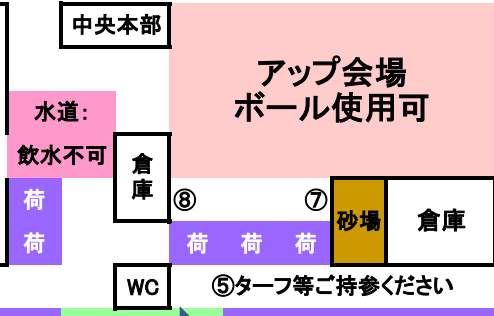 中央本部
アップ会場
ボール使用可
水道：
飲水不可
倉
庫
荷
荷
⑧
⑦
砂場
倉庫
荷 荷 荷
WC
⑤ターフ等ご持参ください